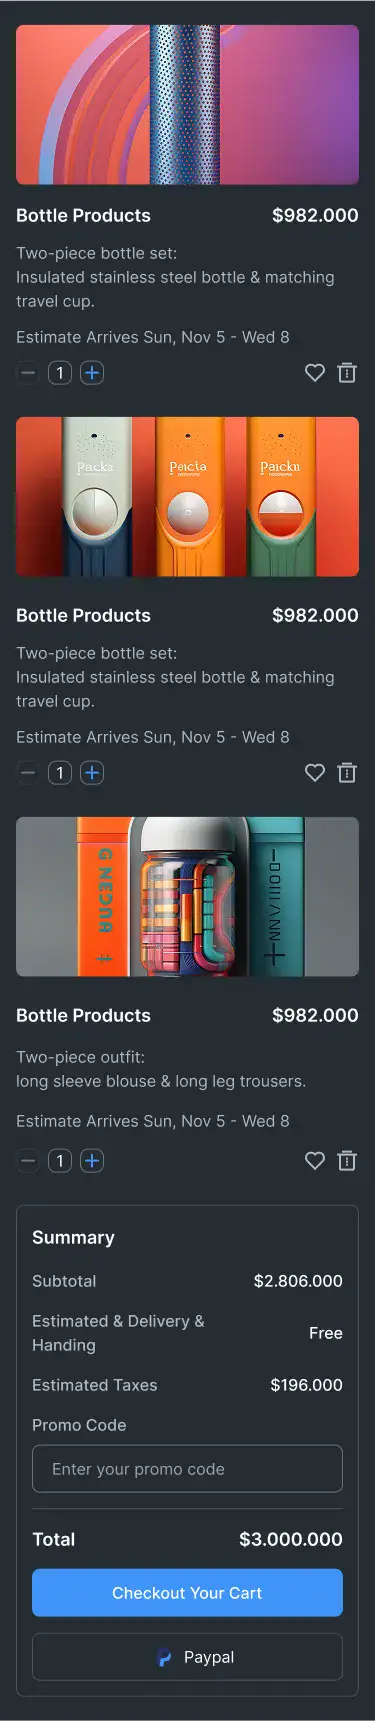 Bottle Products
$982.000
Two-piece bottle set:
Insulated stainless steel bottle & matching
travel cup.
Estimate Arrives Sun, Nov 5 - Wed 8
1
Packa
Peicta
Paickii
Bottle Products
$982.000
Two-piece bottle set:
Insulated stainless steel bottle & matching
travel cup.
Estimate Arrives Sun, Nov 5 - Wed 8
1
Bottle Products
$982.000
Two-piece outfit:
long sleeve blouse & long leg trousers.
Estimate Arrives Sun, Nov 5 - Wed 8
1
Summary
Subtotal
$2.806.000
Estimated & Delivery &
Handing
Free
Estimated Taxes
$196.000
Promo Code
Enter your promo code
Total
$3.000.000
Checkout Your Cart
Paypal